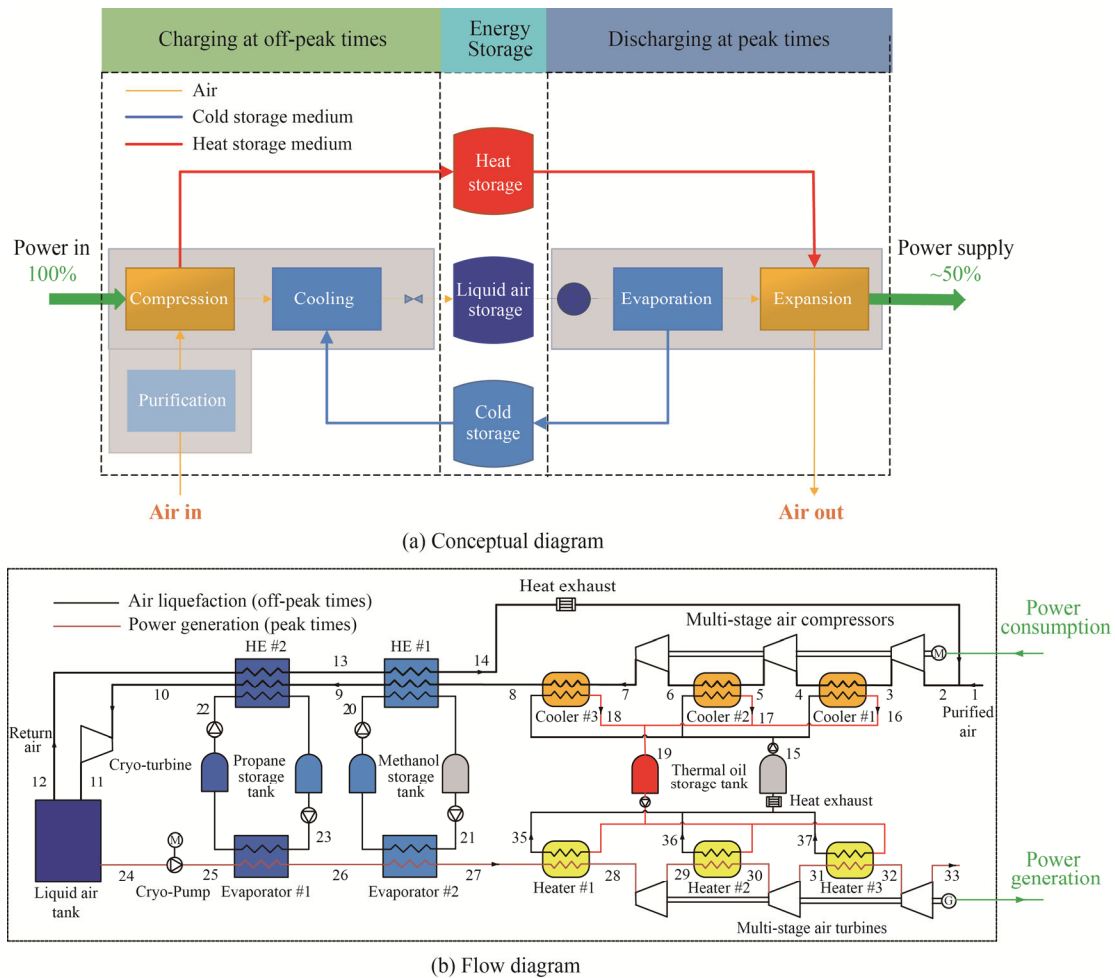 Charging at off-peak times
Energy
Storage
Discharging at peak times
Air
Cold storage medium
Heat storage medium
Heat
storage
Power in
100%
Compression
Cooling
Liquid air
storage
Evaporation
Expansion
Power supply
~50%
Purification
Cold
storage
Air in
Air out
(a) Conceptual diagram
Air liquefaction (off-peak times)
Power generation (peak times)
Heat exhaust
Multi-stage air compressors
Power
consumption
HE #2
13
HE #1
14
M
10
9
8
7
6
5
4
3
2
1
Cooler #3
Cooler #2
Cooler #1
Purified
air
22
20
18
17
16
Return
air
Cryo-turbine
Propane
storage
tank
Methanol
storage
tank
19
Thermal oil
storage tank
15
12
11
Heat exhaust
23
21
35
36
37
M
24
25
26
27
28
29
30
31
32
33
Liquid air
tank
Cryo-Pump
Evaporator #1
Evaporator #2
Heater #1
Heater #2
Heater #3
G
Power
generation
Multi-stage air turbines
(b) Flow diagram